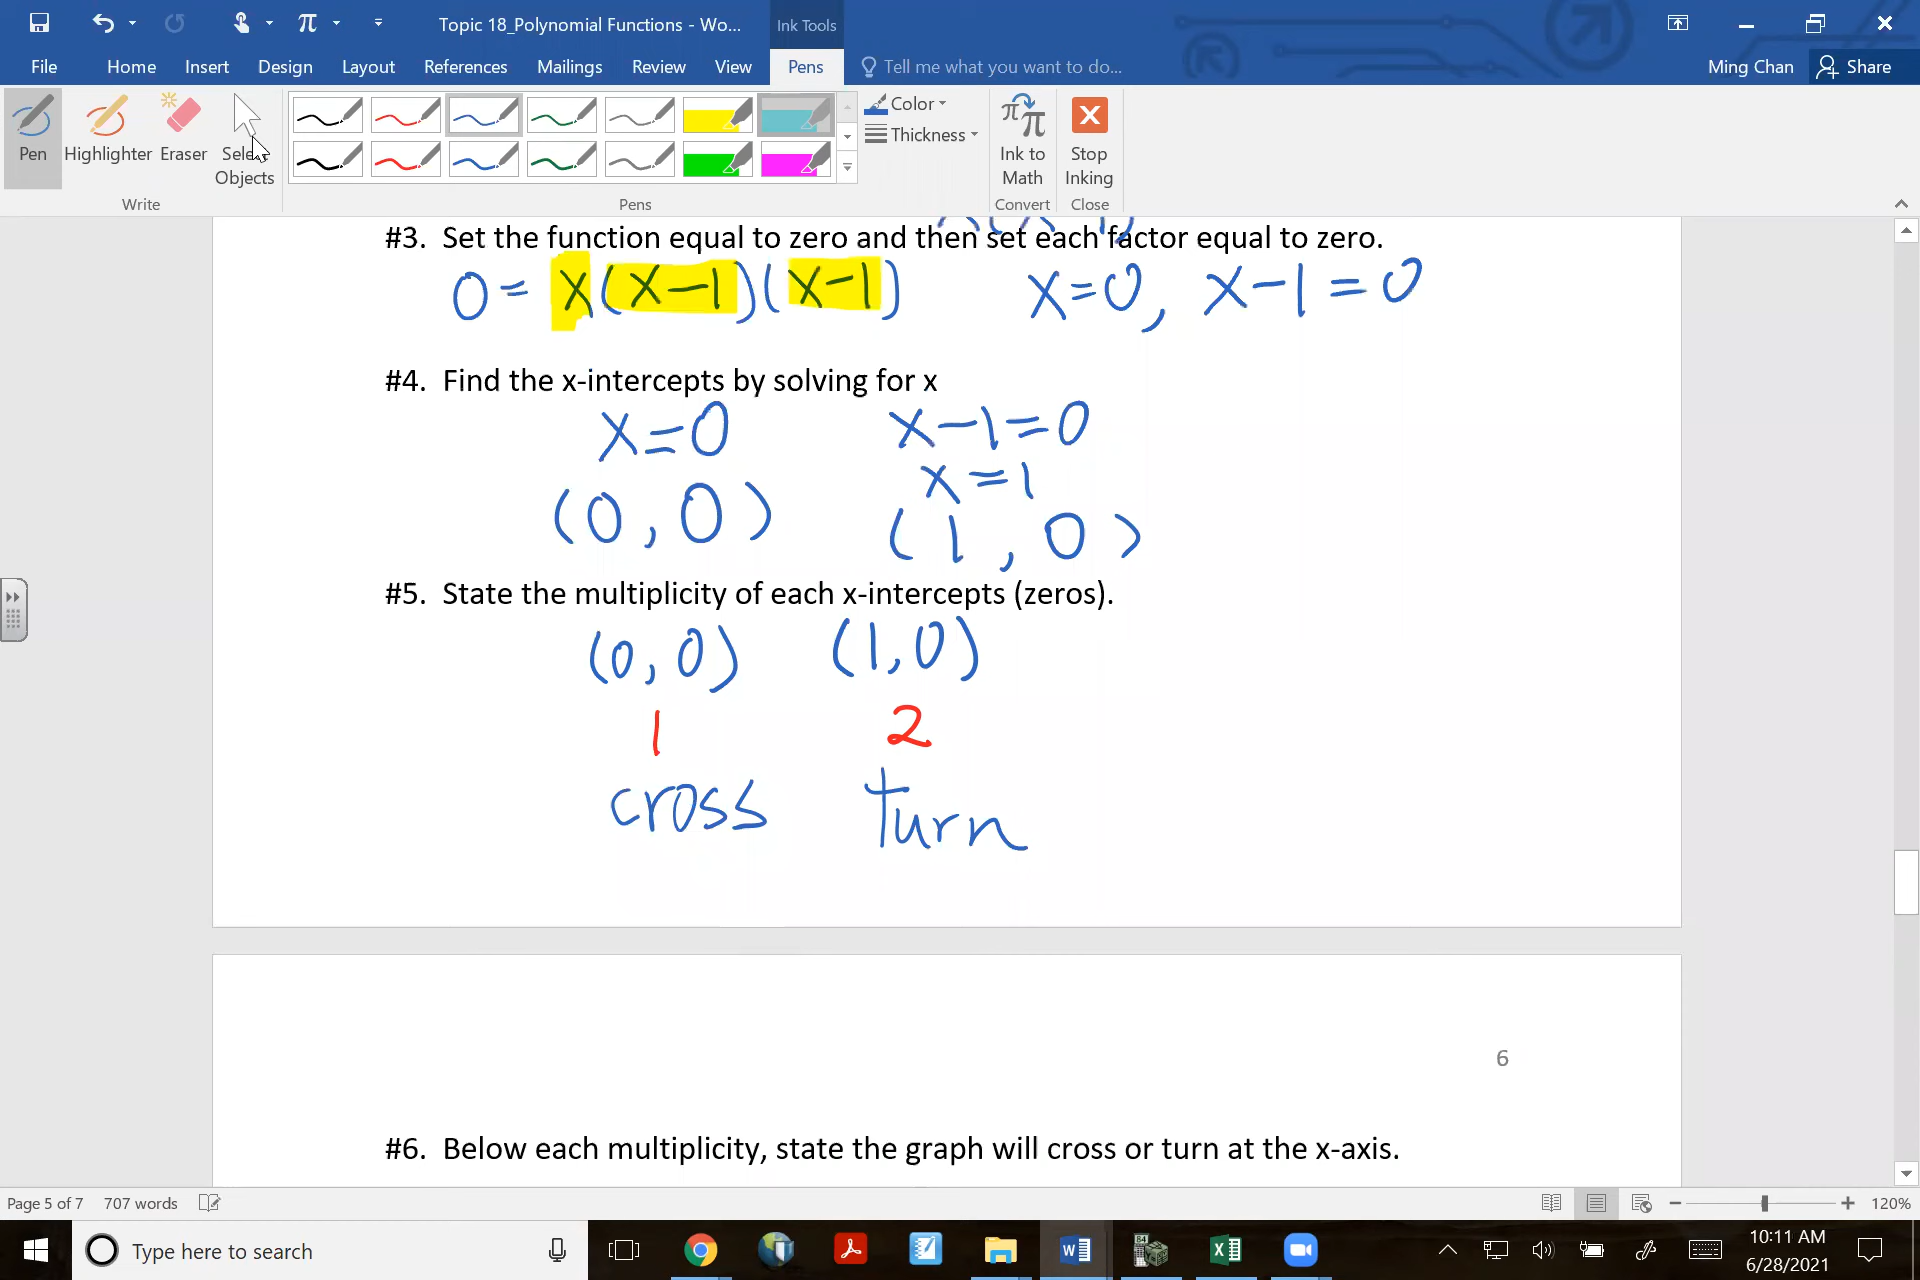 Topic 18_Polynomial Functions - Wo...
Ink Tools
File Home Insert Design Layout References Mailings Review View Pens Tell me what you want to do...
Ming Chan Share
Pen Highlighter Eraser Select Objects
Color
Thickness
Ink to Math
Stop Inking
Write Pens Convert Close
#3. Set the function equal to zero and then set each factor equal to zero.
0 = x(x-1)(x-1) x=0, x-1=0
#4. Find the x-intercepts by solving for x
x=0 x-1=0
x=1
(0,0) (1,0)
#5. State the multiplicity of each x-intercepts (zeros).
(0,0) (1,0)
1 2
cross turn
6
#6. Below each multiplicity, state the graph will cross or turn at the x-axis.
Page 5 of 7 707 words 120%
Type here to search
84
10:11 AM
6/28/2021